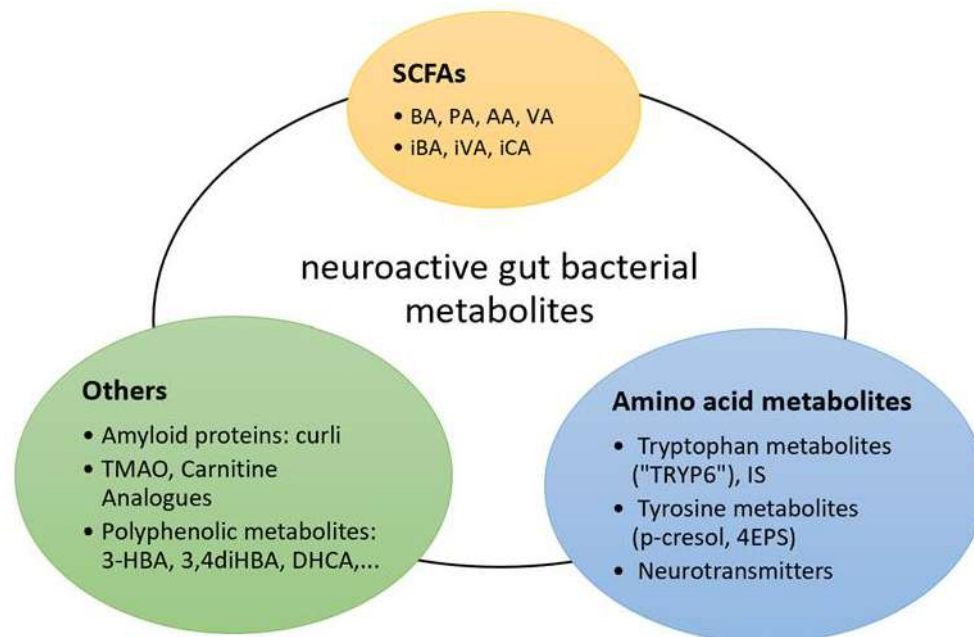 SCFAs
• BA, PA, AA, VA
• iBA, iVA, iCA
neuroactive gut bacterial
metabolites
Others
• Amyloid proteins: curli
• TMAO, Carnitine
Analogues
• Polyphenolic metabolites:
3-HBA, 3,4diHBA, DHCA,...
Amino acid metabolites
• Tryptophan metabolites
("TRYP6"), IS
• Tyrosine metabolites
(p-cresol, 4EPS)
• Neurotransmitters